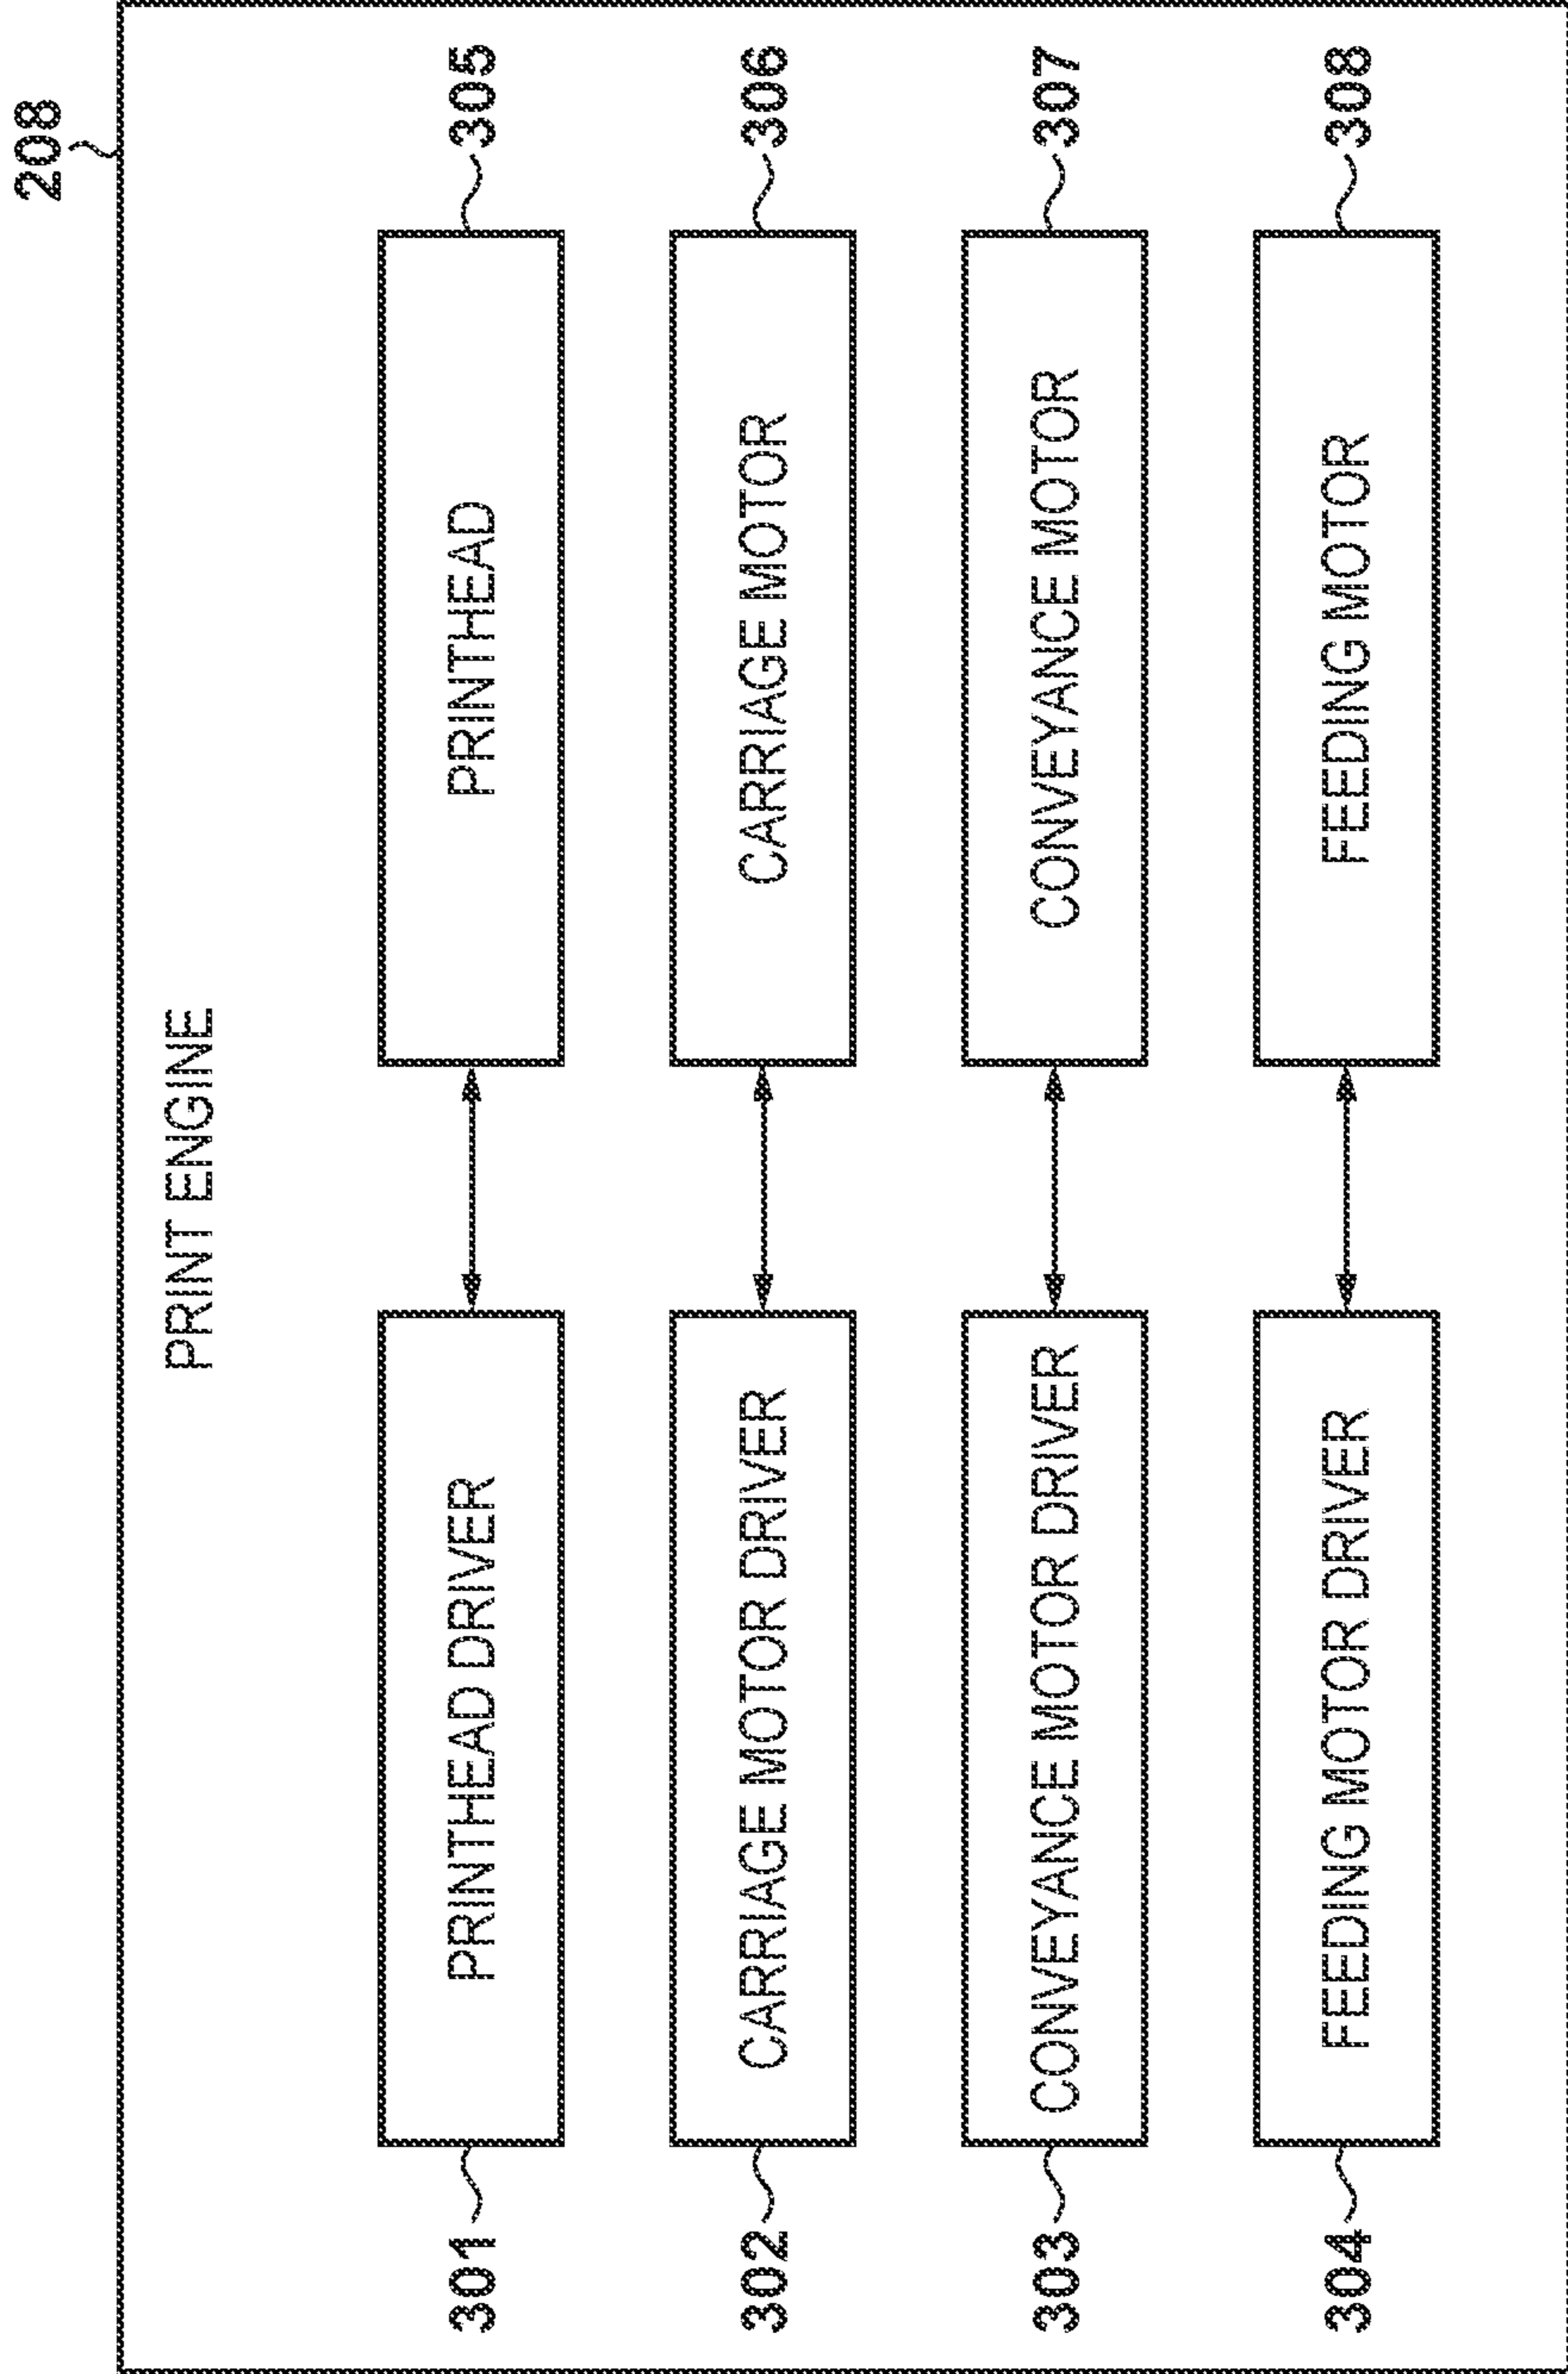 208
PRINT ENGINE
301 PRINTHEAD DRIVER PRINTHEAD 305
302 CARRIAGE MOTOR DRIVER CARRIAGE MOTOR 306
303 CONVEYANCE MOTOR DRIVER CONVEYANCE MOTOR 307
304 FEEDING MOTOR DRIVER FEEDING MOTOR 308